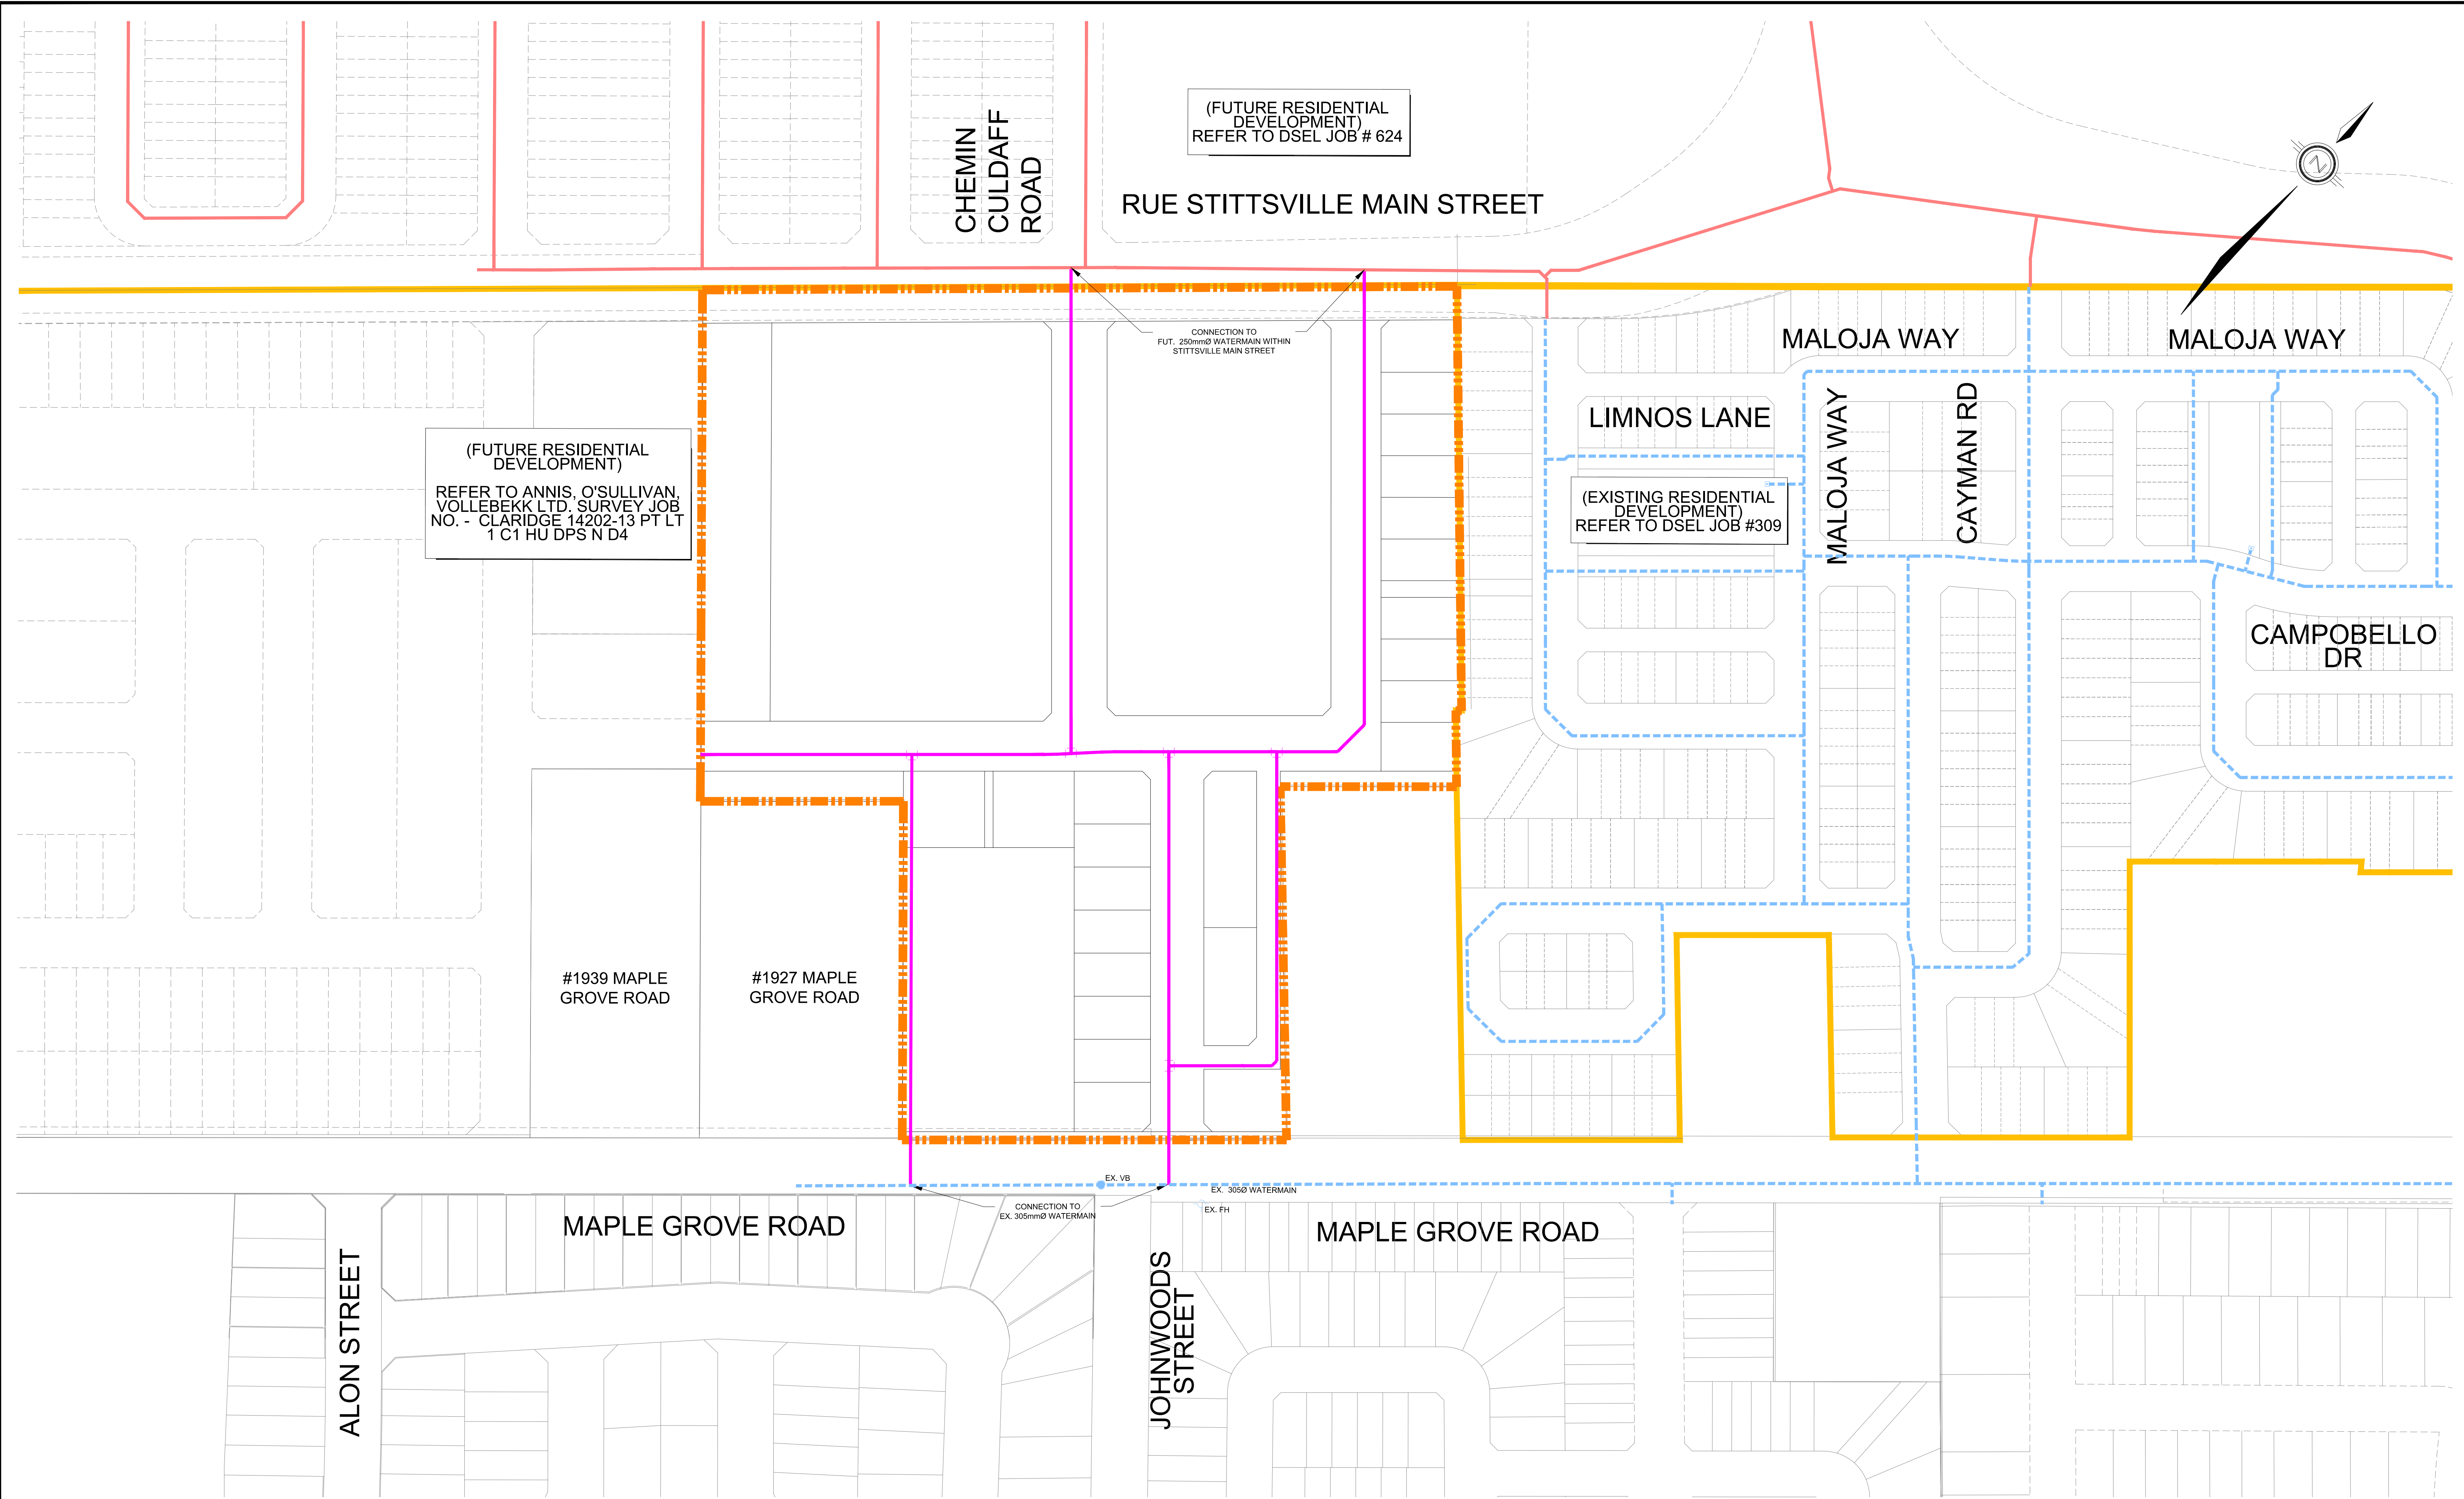 (FUTURE RESIDENTIAL
DEVELOPMENT)
REFER TO DSEL JOB # 624
CHEMIN
CULDAFF
ROAD
RUE STITTSVILLE MAIN STREET
N
CONNECTION TO
FUT. 250mmØ WATERMAIN WITHIN
STITTSVILLE MAIN STREET
MALOJA WAY
MALOJA WAY
LIMNOS LANE
MALOJA WAY
CAYMAN RD
(FUTURE RESIDENTIAL
DEVELOPMENT)
REFER TO ANNIS, O'SULLIVAN,
VOLLEBEKK LTD. SURVEY JOB
NO. - CLARIDGE 14202-13 PT LT
1 C1 HU DPS N D4
(EXISTING RESIDENTIAL
DEVELOPMENT)
REFER TO DSEL JOB #309
CAMPOBELLO
DR
#1939 MAPLE
GROVE ROAD
#1927 MAPLE
GROVE ROAD
EX. VB
EX. 305Ø WATERMAIN
CONNECTION TO
EX. 305mmØ WATERMAIN
EX. FH
MAPLE GROVE ROAD
MAPLE GROVE ROAD
ALON STREET
JOHNWOODS
STREET